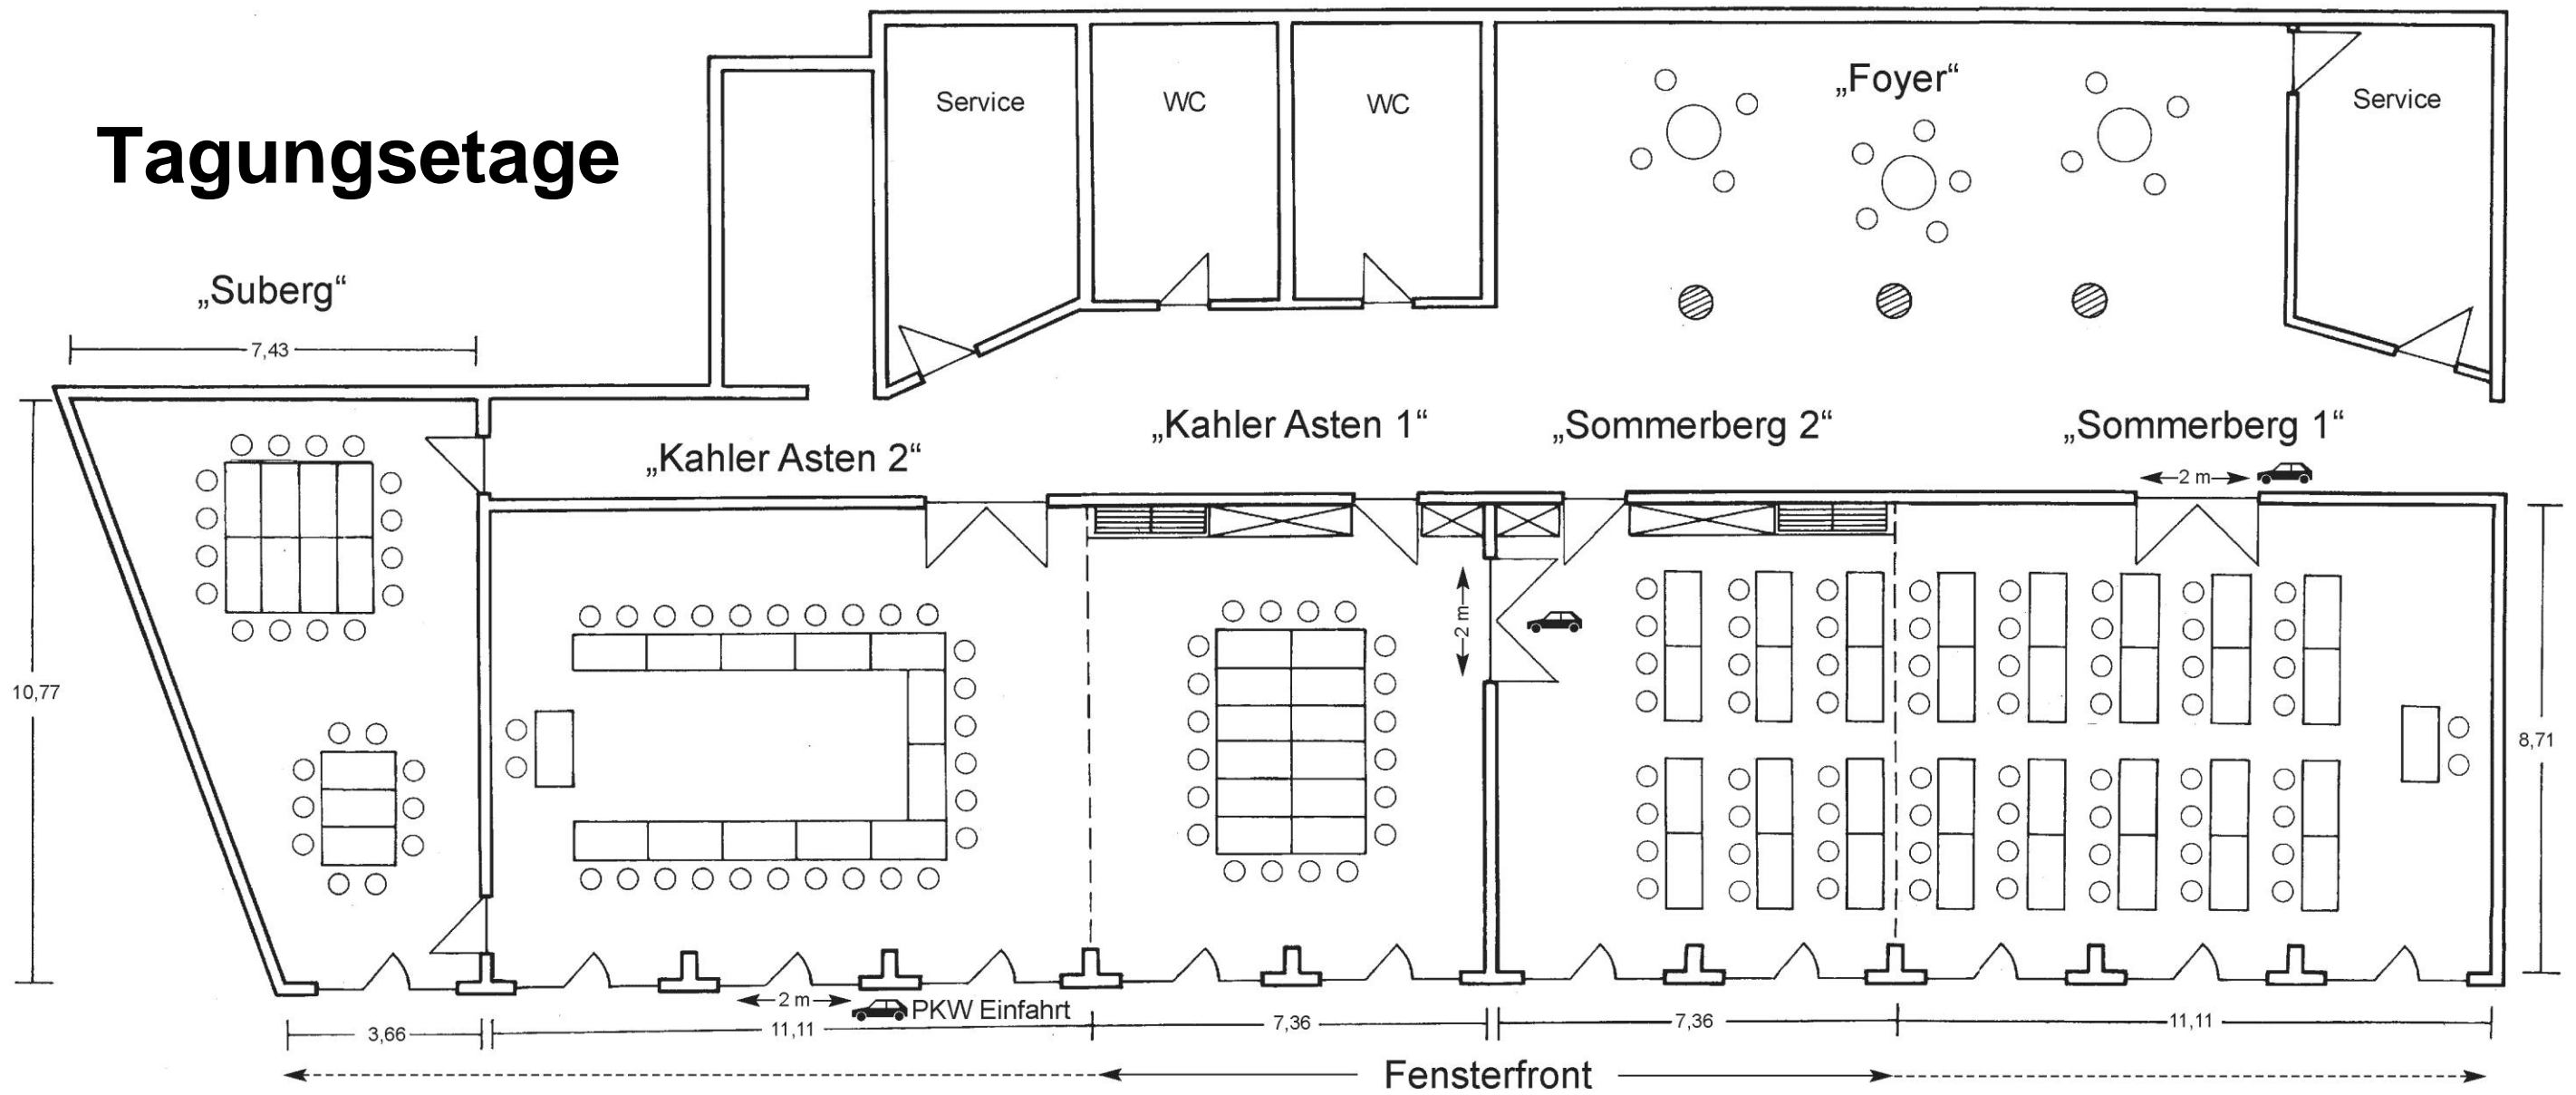 Service
WC
WC
„Foyer“
Service
Tagungsetage
„Suberg“
7,43
„Kahler Asten 2“
„Kahler Asten 1“
„Sommerberg 2“
„Sommerberg 1“
2 m
2 m
10,77
8,71
2 m
PKW Einfahrt
3,66
11,11
7,36
7,36
11,11
Fensterfront